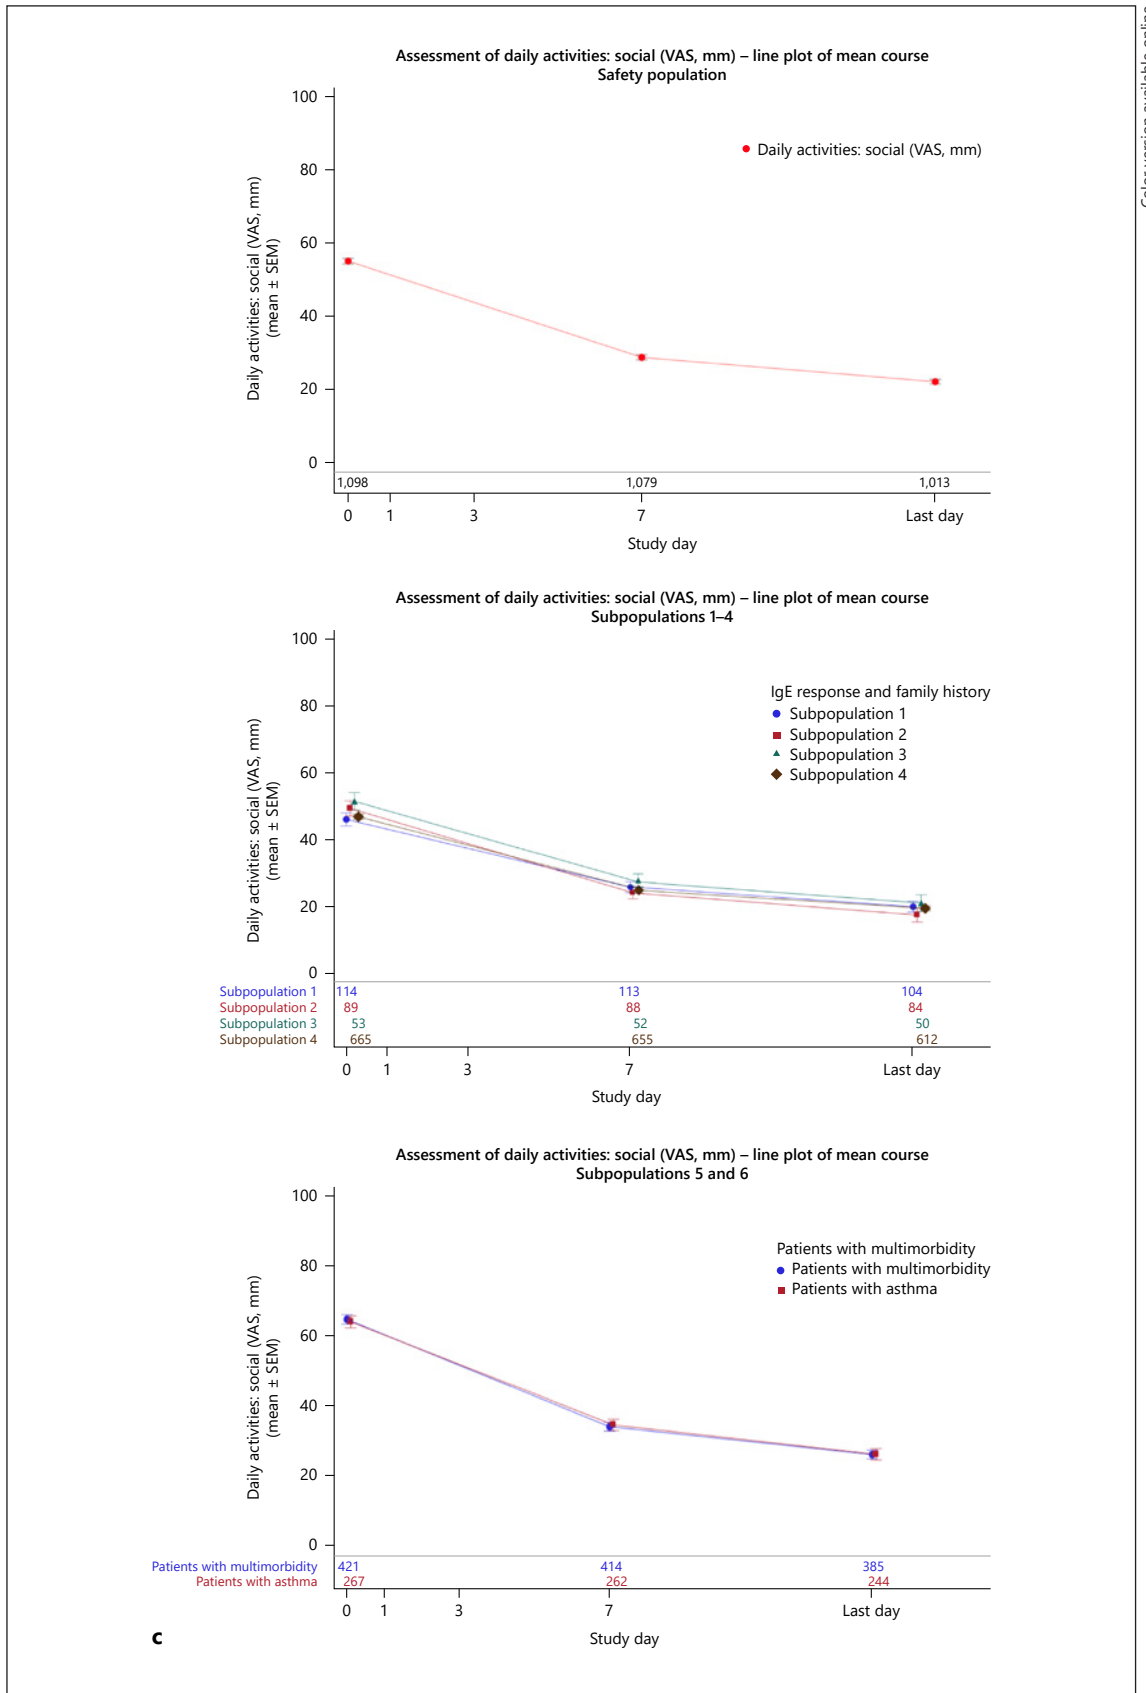 Color version available online
Assessment of daily activities: social (VAS, mm) – line plot of mean course
Safety population
100
80
60
40
20
0
Daily activities: social (VAS, mm)
(mean ± SEM)
Daily activities: social (VAS, mm)
1,098 1,079 1,013
0 1 3 7 Last day
Study day
Assessment of daily activities: social (VAS, mm) – line plot of mean course
Subpopulations 1–4
100
80
60
40
20
0
Daily activities: social (VAS, mm)
(mean ± SEM)
IgE response and family history
Subpopulation 1
Subpopulation 2
Subpopulation 3
Subpopulation 4
Subpopulation 1 114 113 104
Subpopulation 2 89 88 84
Subpopulation 3 53 52 50
Subpopulation 4 665 655 612
0 1 3 7 Last day
Study day
Assessment of daily activities: social (VAS, mm) – line plot of mean course
Subpopulations 5 and 6
100
80
60
40
20
0
Daily activities: social (VAS, mm)
(mean ± SEM)
Patients with multimorbidity
Patients with multimorbidity
Patients with asthma
Patients with multimorbidity 421 414 385
Patients with asthma 267 262 244
0 1 3 7 Last day
Study day
c